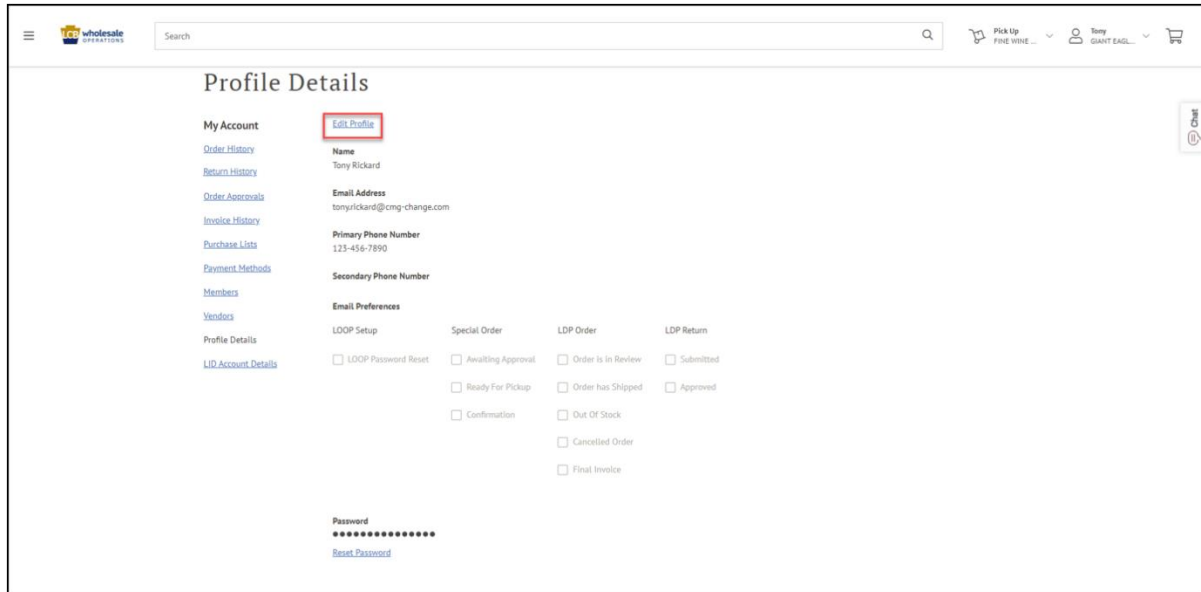 LCB wholesale
OPERATIONS
Search
Pick Up
FINE WINE ...
Tony
GIANT EAGL...
Profile Details
Chat
My Account
Order History
Return History
Order Approvals
Invoice History
Purchase Lists
Payment Methods
Members
Vendors
Profile Details
LID Account Details
Edit Profile
Name
Tony Rickard
Email Address
tony.rickard@cmg-change.com
Primary Phone Number
123-456-7890
Secondary Phone Number
Email Preferences
LOOP Setup
LOOP Password Reset
Special Order
Awaiting Approval
Ready For Pickup
Confirmation
LDP Order
Order is in Review
Order has Shipped
Out Of Stock
Cancelled Order
Final Invoice
LDP Return
Submitted
Approved
Password
●●●●●●●●●●●●●●●
Reset Password